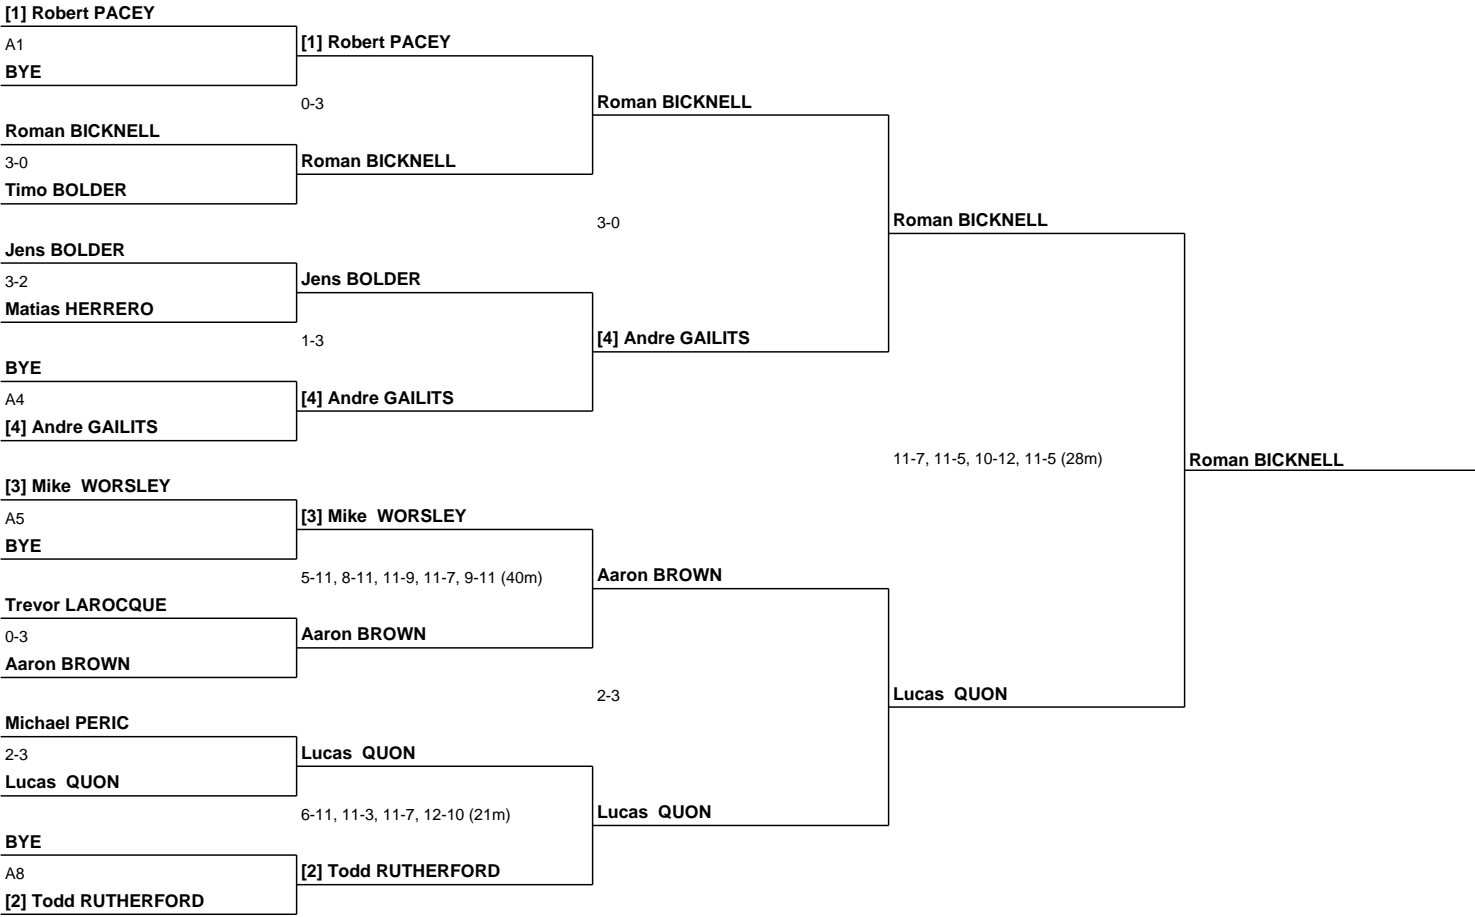 [1] Robert PACEY
A1
BYE
Roman BICKNELL
3-0
Timo BOLDER
Jens BOLDER
3-2
Matias HERRERO
BYE
A4
[4] Andre GAILITS
[3] Mike  WORSLEY
A5
BYE
Trevor LAROCQUE
0-3
Aaron BROWN
Michael PERIC
2-3
Lucas  QUON
BYE
A8
[2] Todd RUTHERFORD
[1] Robert PACEY
0-3
Roman BICKNELL
Jens BOLDER
1-3
[4] Andre GAILITS
[3] Mike  WORSLEY
5-11, 8-11, 11-9, 11-7, 9-11 (40m)
Aaron BROWN
Lucas  QUON
6-11, 11-3, 11-7, 12-10 (21m)
[2] Todd RUTHERFORD
Roman BICKNELL
3-0
[4] Andre GAILITS
Aaron BROWN
2-3
Lucas  QUON
Roman BICKNELL
11-7, 11-5, 10-12, 11-5 (28m)
Lucas  QUON
Roman BICKNELL